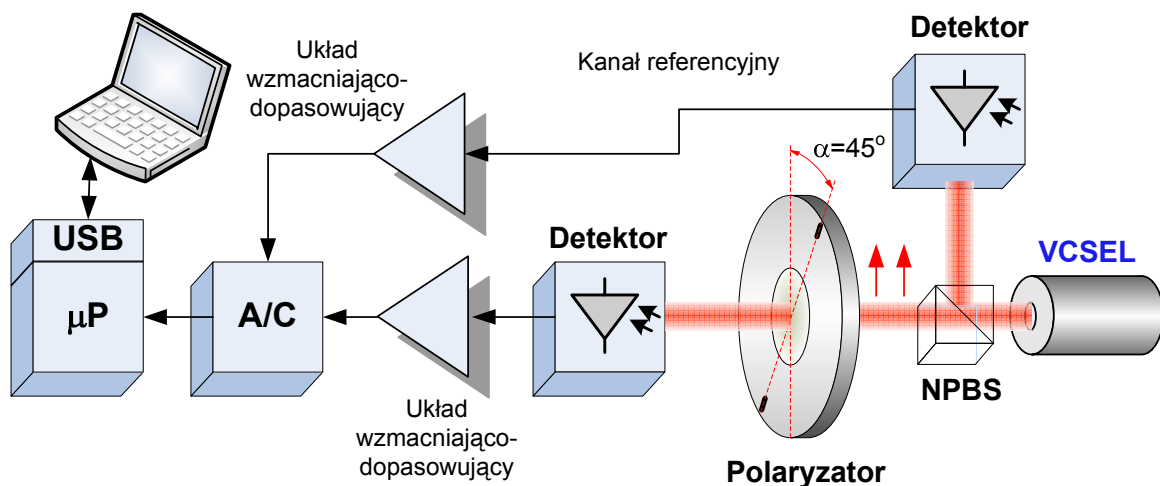 Detektor
Układ
wzmacniająco-
dopasowujący
Kanał referencyjny
α=45°
USB
µP
A/C
Detektor
VCSEL
NPBS
Układ
wzmacniająco-
dopasowujący
Polaryzator